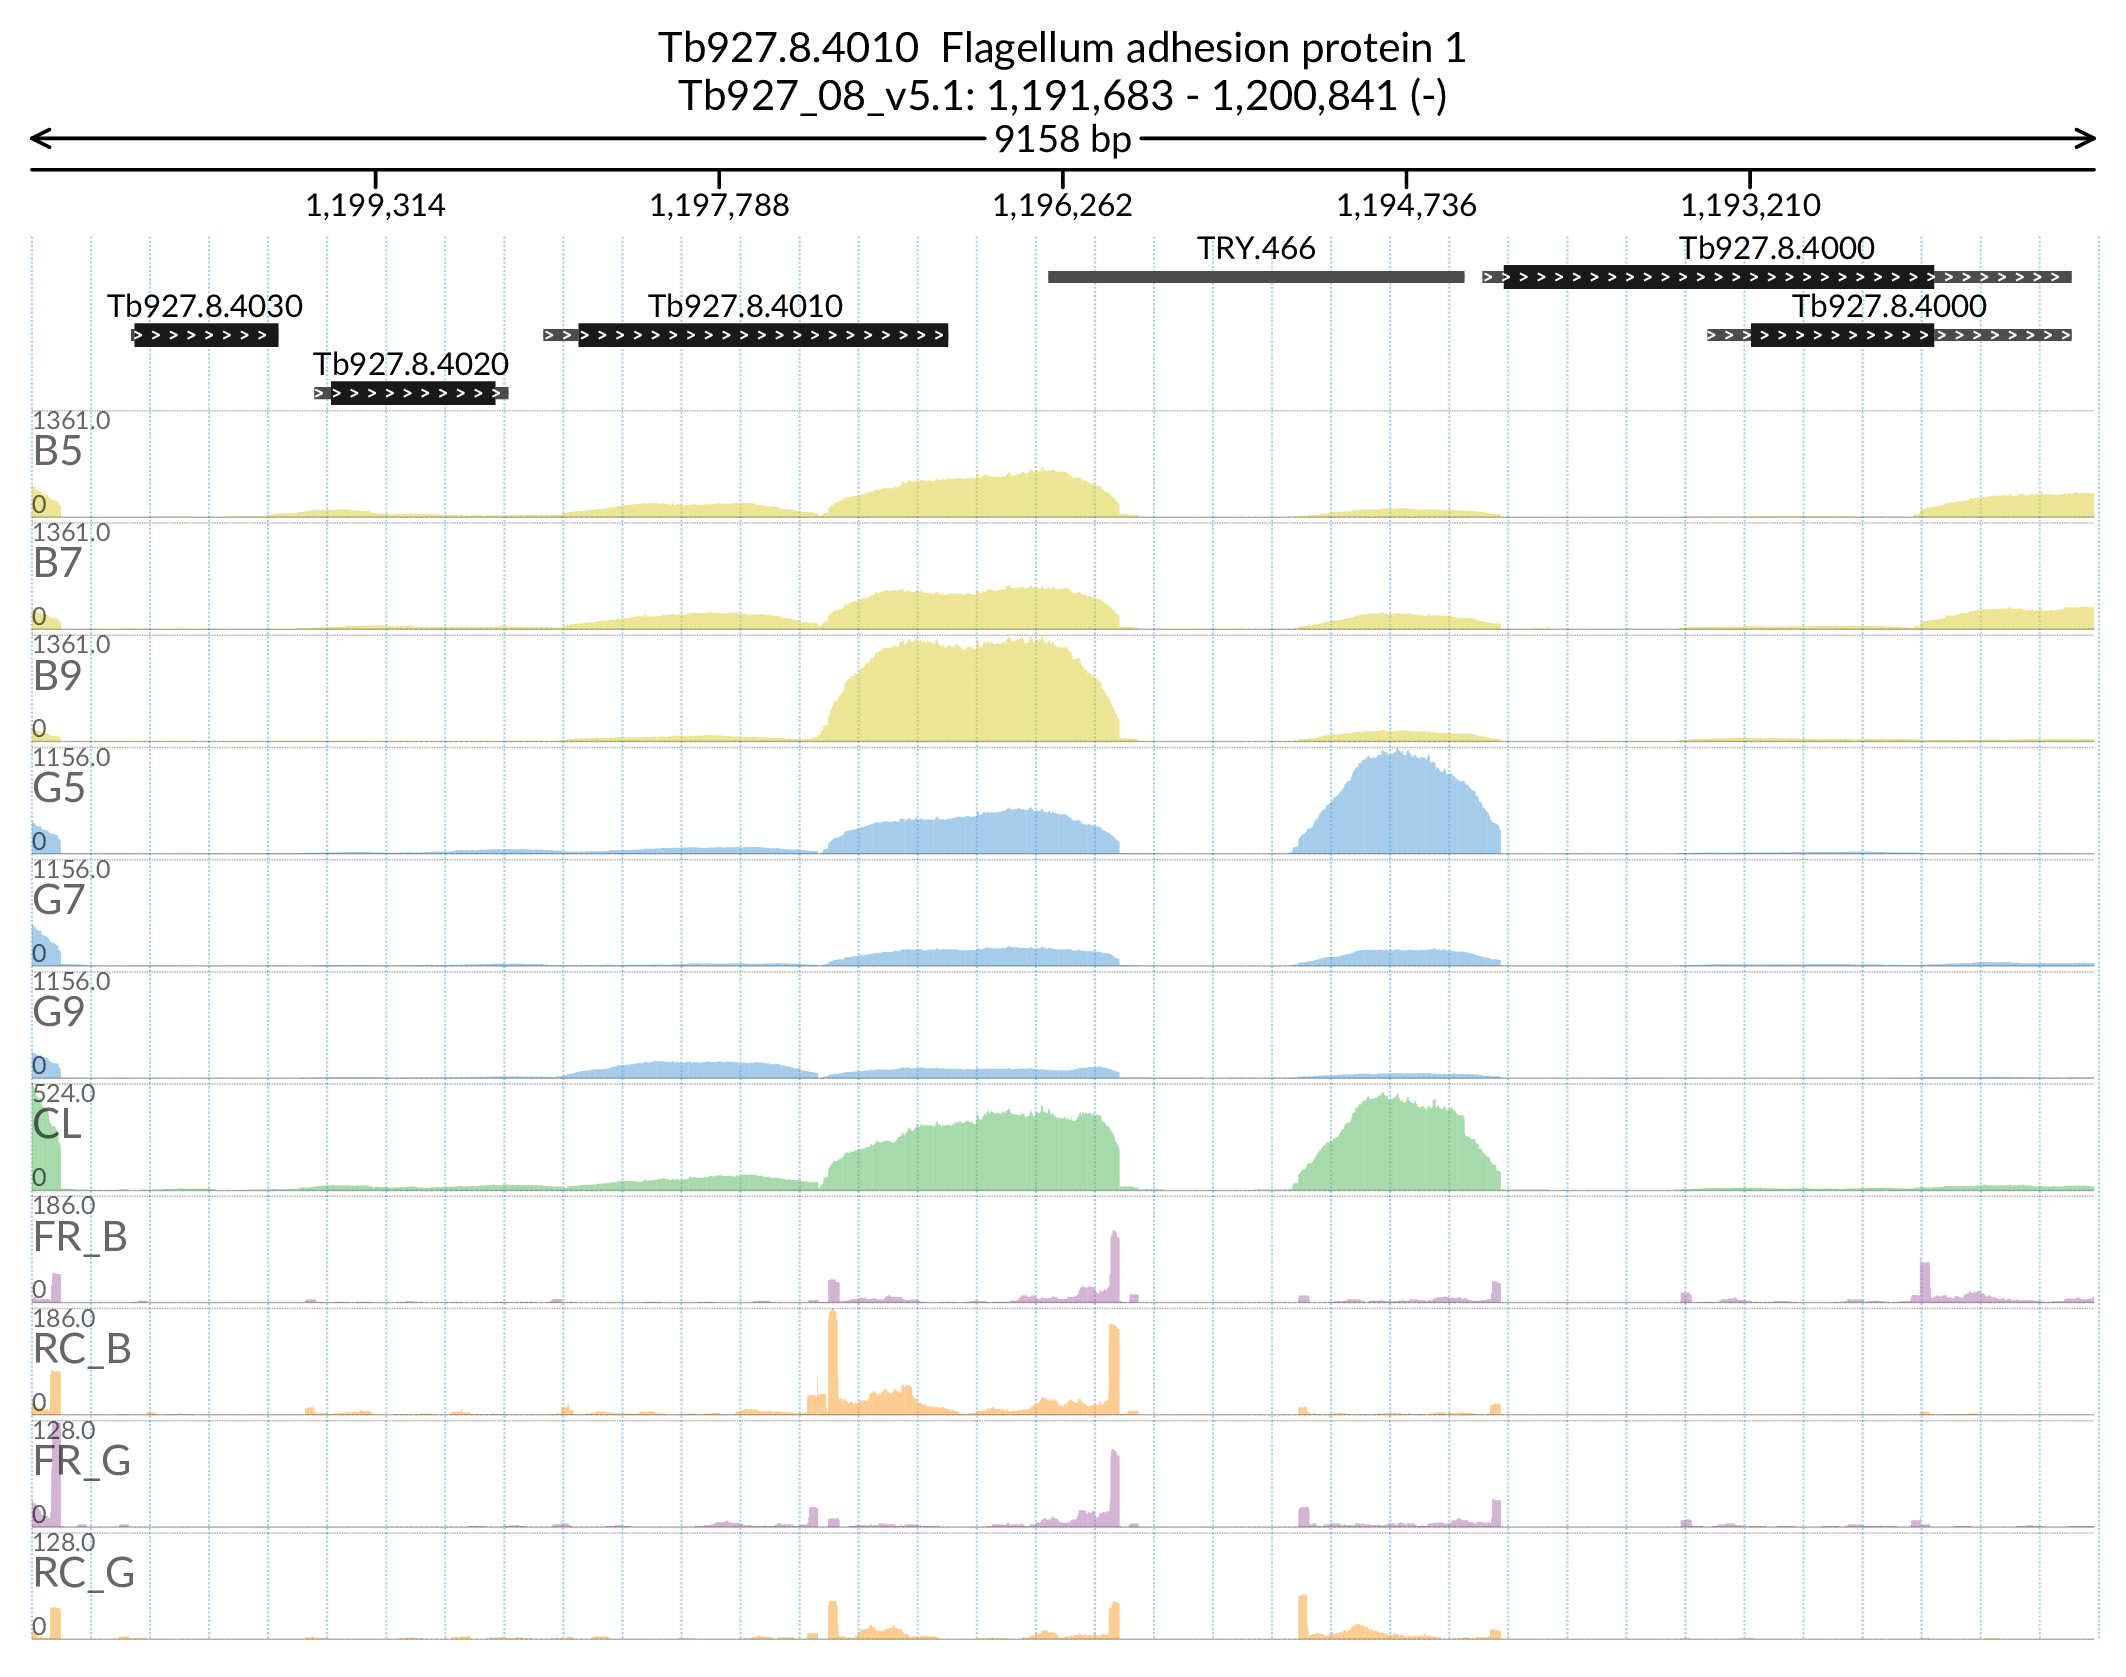 Tb927.8.4010  Flagellum adhesion protein 1
Tb927_08_v5.1: 1,191,683 - 1,200,841 (-)
9158 bp
1,199,314 1,197,788 1,196,262 1,194,736 1,193,210
TRY.466 Tb927.8.4000
Tb927.8.4030 Tb927.8.4010 Tb927.8.4000
Tb927.8.4020
1361.0
B5
0
1361.0
B7
0
1361.0
B9
0
1156.0
G5
0
1156.0
G7
0
1156.0
G9
0
524.0
CL
0
186.0
FR_B
0
186.0
RC_B
0
128.0
FR_G
0
128.0
RC_G
0